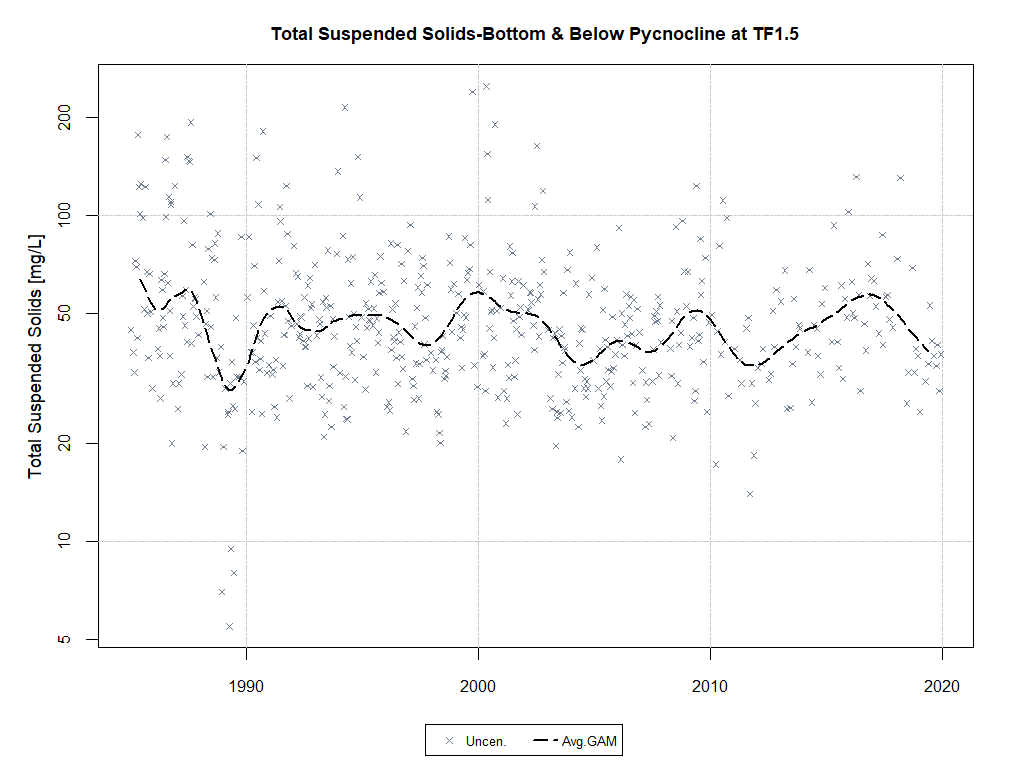 Total Suspended Solids-Bottom & Below Pycnocline at TF1.5
Total Suspended Solids [mg/L]
200
100
50
20
10
5
1990 2000 2010 2020
Uncen. Avg.GAM